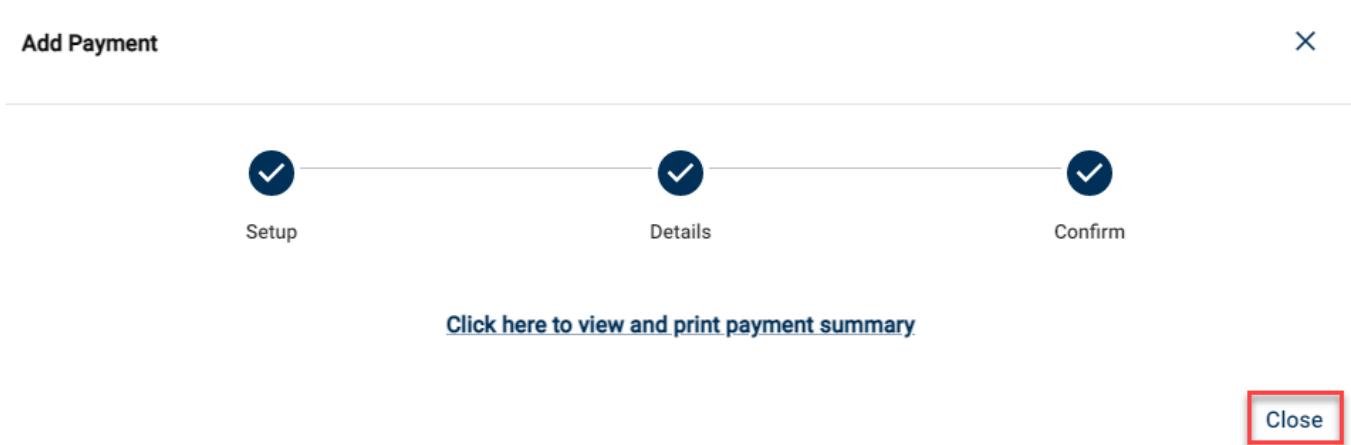 Add Payment
Setup
Details
Confirm
Click here to view and print payment summary
Close